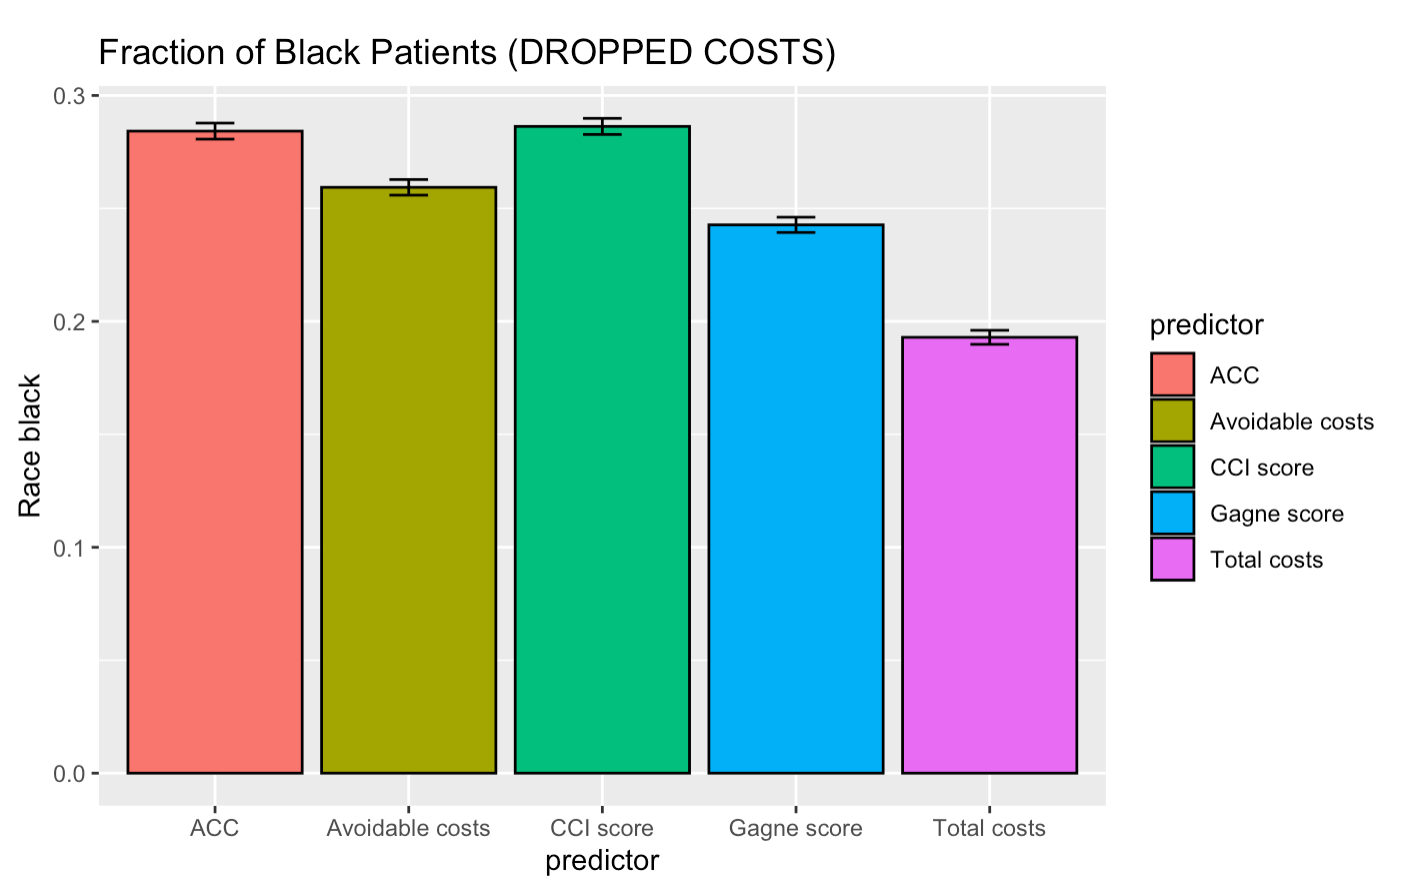 Fraction of Black Patients (DROPPED COSTS)
0.3
0.2
0.1
0.0
Race black
ACC
Avoidable costs
CCI score
Gagne score
Total costs
predictor
predictor
ACC
Avoidable costs
CCI score
Gagne score
Total costs